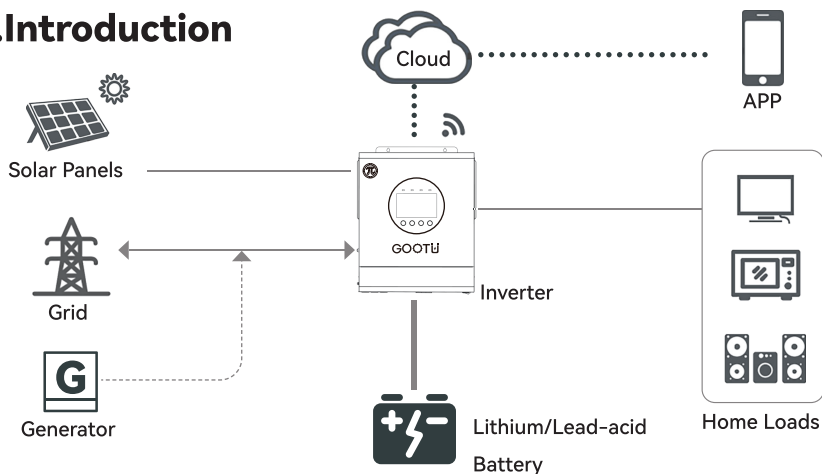 .Introduction
Cloud
APP
Solar Panels
GOOTU
Inverter
Grid
G
Generator
Home Loads
Lithium/Lead-acid
Battery